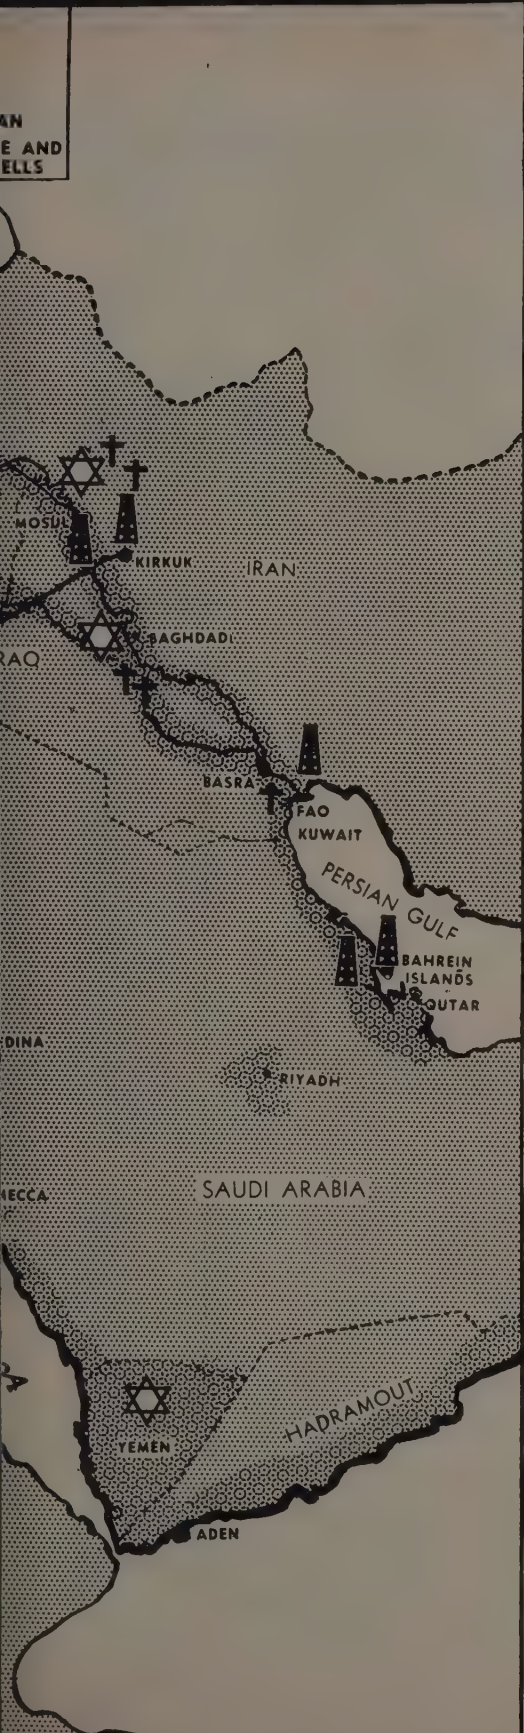 AN
E AND
ELLS
MOSUL
KIRKUK
IRAN
BAGHDAD
RAQ
BASRA
FAO
KUWAIT
PERSIAN GULF
BAHREIN
ISLANDS
QUTAR
DINA
RIYADH
MECCA
SAUDI ARABIA
HADRAMOUT
YEMEN
ADEN